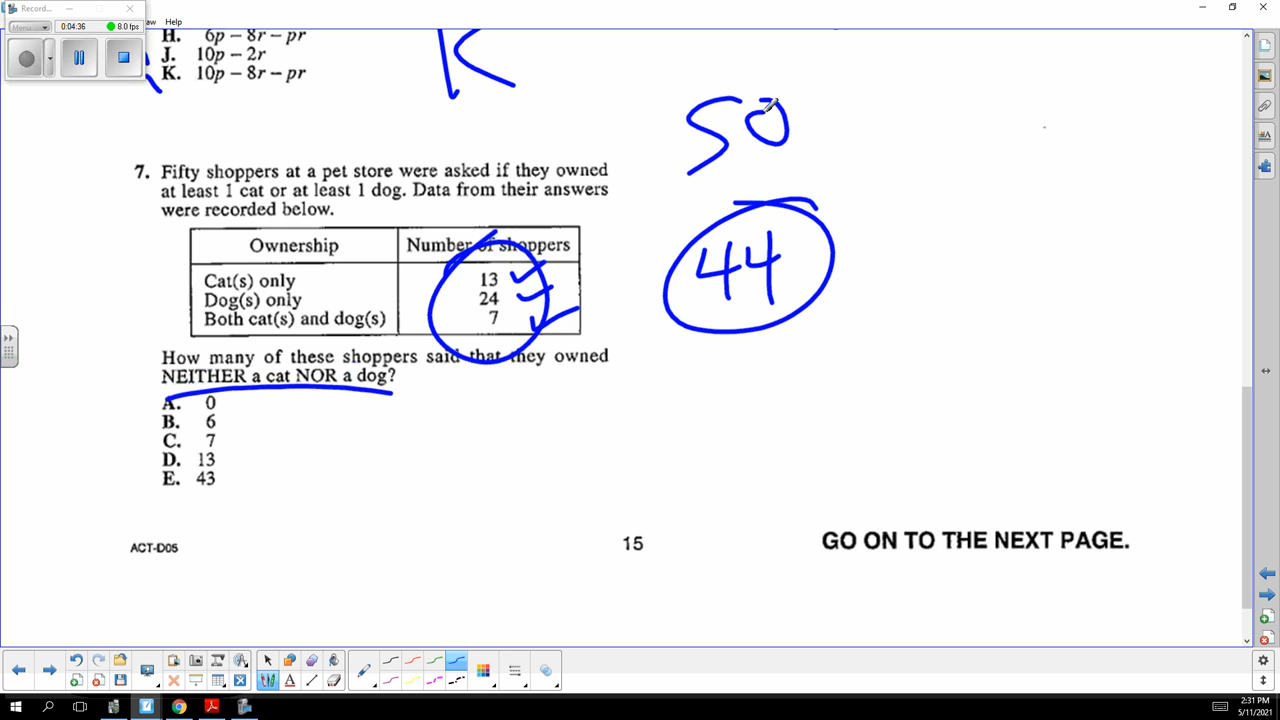 Record...
Menu
0:04:36
8.0 fps
aw Help
H. 6p – 8r – pr
J. 10p – 2r
K. 10p – 8r – pr
K
50
7. Fifty shoppers at a pet store were asked if they owned
at least 1 cat or at least 1 dog. Data from their answers
were recorded below.
Ownership Number of shoppers
Cat(s) only 13
Dog(s) only 24
Both cat(s) and dog(s) 7
44
How many of these shoppers said that they owned
NEITHER a cat NOR a dog?
A. 0
B. 6
C. 7
D. 13
E. 43
ACT-D05
15
GO ON TO THE NEXT PAGE.
2:31 PM
5/11/2021